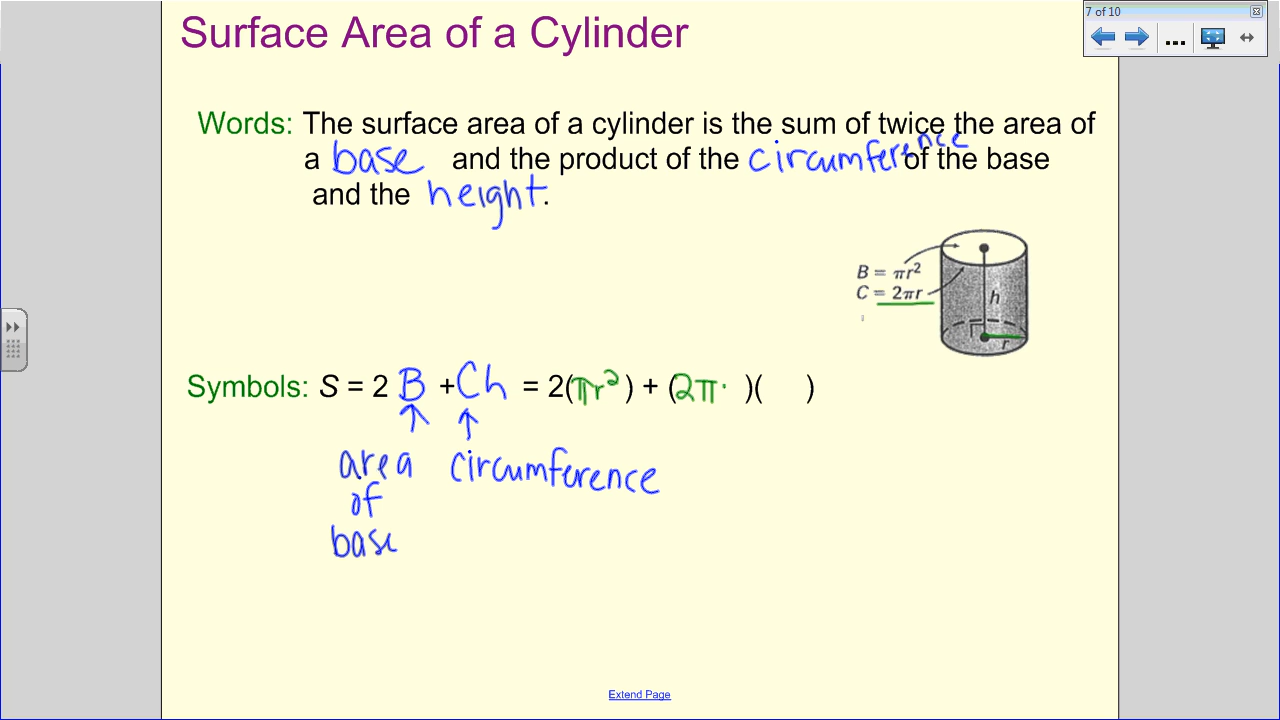 7 of 10
Surface Area of a Cylinder
Words: The surface area of a cylinder is the sum of twice the area of
a base and the product of the circumference of the base
and the height.
B = πr²
C = 2πr
h
r
Symbols: S = 2 B + Ch = 2(πr²) + (2π· )( )
area circumference
of
base
Extend Page